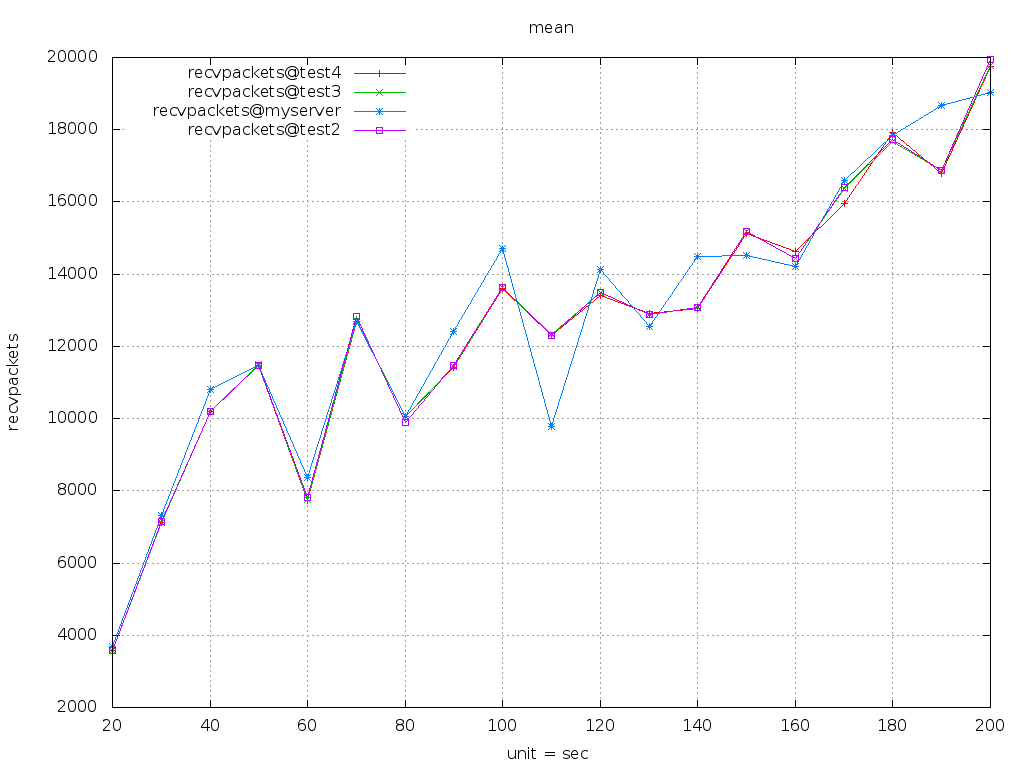 mean
20000
18000
16000
14000
12000
10000
8000
6000
4000
2000
recvpackets
recvpackets@test4
recvpackets@test3
recvpackets@myserver
recvpackets@test2
20 40 60 80 100 120 140 160 180 200
unit = sec